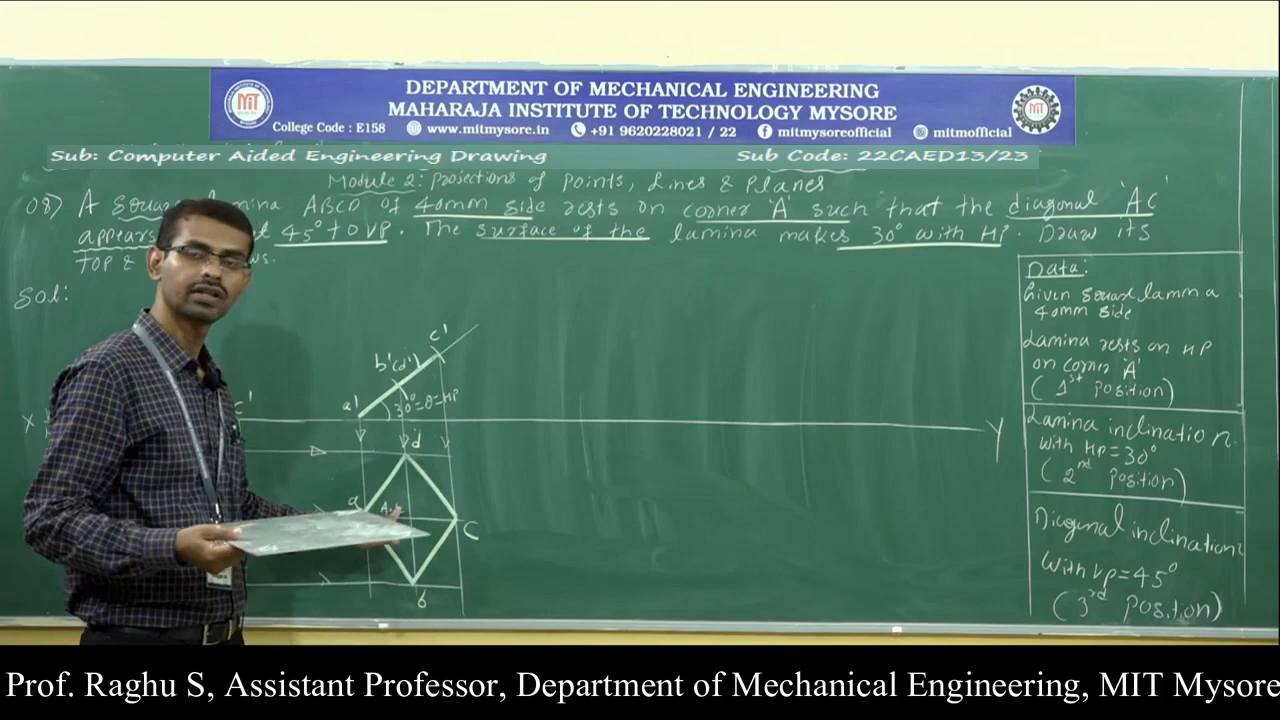 DEPARTMENT OF MECHANICAL ENGINEERING
MAHARAJA INSTITUTE OF TECHNOLOGY MYSORE
College Code : E158 www.mitmysore.in +91 9620228021 / 22 mitmysoreofficial mitmofficial
MIT MIT
Sub: Computer Aided Engineering Drawing Sub Code: 22CAED13/23
Module 2: Projections of Points, Lines & Planes
08) A Square mina ABCD of 40mm side rests on corner 'A' such that the diagonal 'AC'
appears 45° to VP. The surface of the lamina makes 30° with HP. Draw its
TOP &
Sol:
Data:
Given square lamina
40mm side
Lamina rests on HP
on corner 'A'
(1st Position)
Lamina inclination
with HP=30°
(2nd Position)
Diagonal inclination
with VP=45°
(3rd Position)
c'
b'(d')
a' 30°=θ=HP
c'
X Y
d
a
C
b
Prof. Raghu S, Assistant Professor, Department of Mechanical Engineering, MIT Mysore